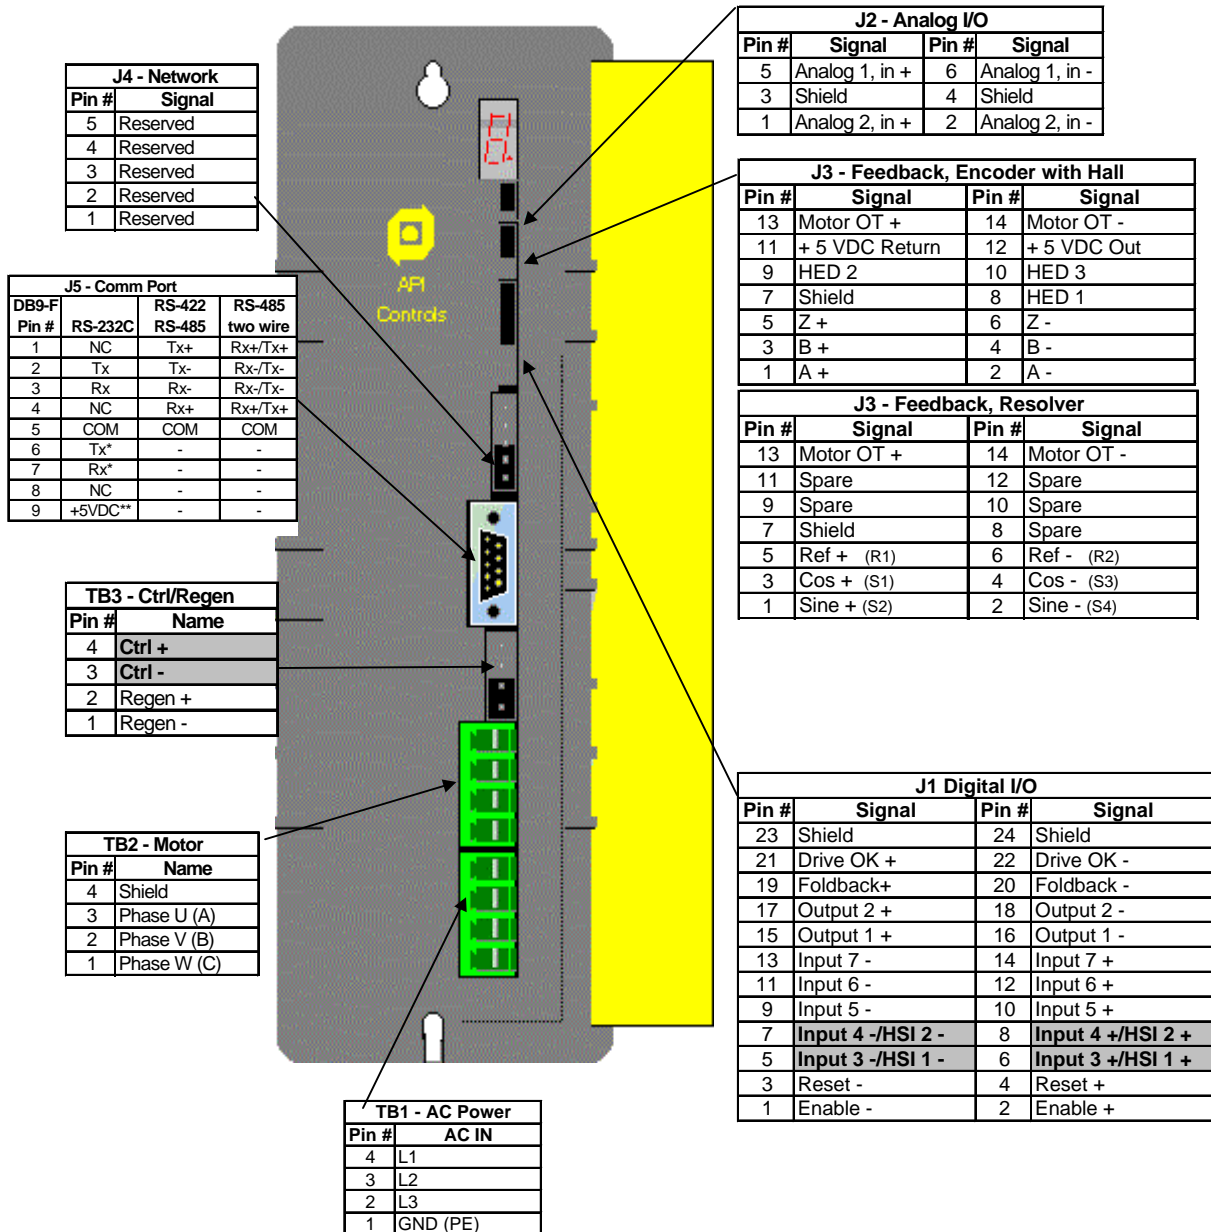 J2 - Analog I/O
Pin # Signal Pin # Signal
5 Analog 1, in + 6 Analog 1, in -
3 Shield 4 Shield
1 Analog 2, in + 2 Analog 2, in -
J4 - Network
Pin # Signal
5 Reserved
4 Reserved
3 Reserved
2 Reserved
1 Reserved
8.
API
Controls
J3 - Feedback, Encoder with Hall
Pin # Signal Pin # Signal
13 Motor OT + 14 Motor OT -
11 + 5 VDC Return 12 + 5 VDC Out
9 HED 2 10 HED 3
7 Shield 8 HED 1
5 Z + 6 Z -
3 B + 4 B -
1 A + 2 A -
J5 - Comm Port
DB9-F RS-422 RS-485
Pin # RS-232C RS-485 two wire
1 NC Tx+ Rx+/Tx+
2 Tx Tx- Rx-/Tx-
3 Rx Rx- Rx-/Tx-
4 NC Rx+ Rx+/Tx+
5 COM COM COM
6 Tx* - -
7 Rx* - -
8 NC - -
9 +5VDC** - -
J3 - Feedback, Resolver
Pin # Signal Pin # Signal
13 Motor OT + 14 Motor OT -
11 Spare 12 Spare
9 Spare 10 Spare
7 Shield 8 Spare
5 Ref + (R1) 6 Ref - (R2)
3 Cos + (S1) 4 Cos - (S3)
1 Sine + (S2) 2 Sine - (S4)
TB3 - Ctrl/Regen
Pin # Name
4 Ctrl +
3 Ctrl -
2 Regen +
1 Regen -
TB2 - Motor
Pin # Name
4 Shield
3 Phase U (A)
2 Phase V (B)
1 Phase W (C)
J1 Digital I/O
Pin # Signal Pin # Signal
23 Shield 24 Shield
21 Drive OK + 22 Drive OK -
19 Foldback+ 20 Foldback -
17 Output 2 + 18 Output 2 -
15 Output 1 + 16 Output 1 -
13 Input 7 - 14 Input 7 +
11 Input 6 - 12 Input 6 +
9 Input 5 - 10 Input 5 +
7 Input 4 -/HSI 2 - 8 Input 4 +/HSI 2 +
5 Input 3 -/HSI 1 - 6 Input 3 +/HSI 1 +
3 Reset - 4 Reset +
1 Enable - 2 Enable +
TB1 - AC Power
Pin # AC IN
4 L1
3 L2
2 L3
1 GND (PE)